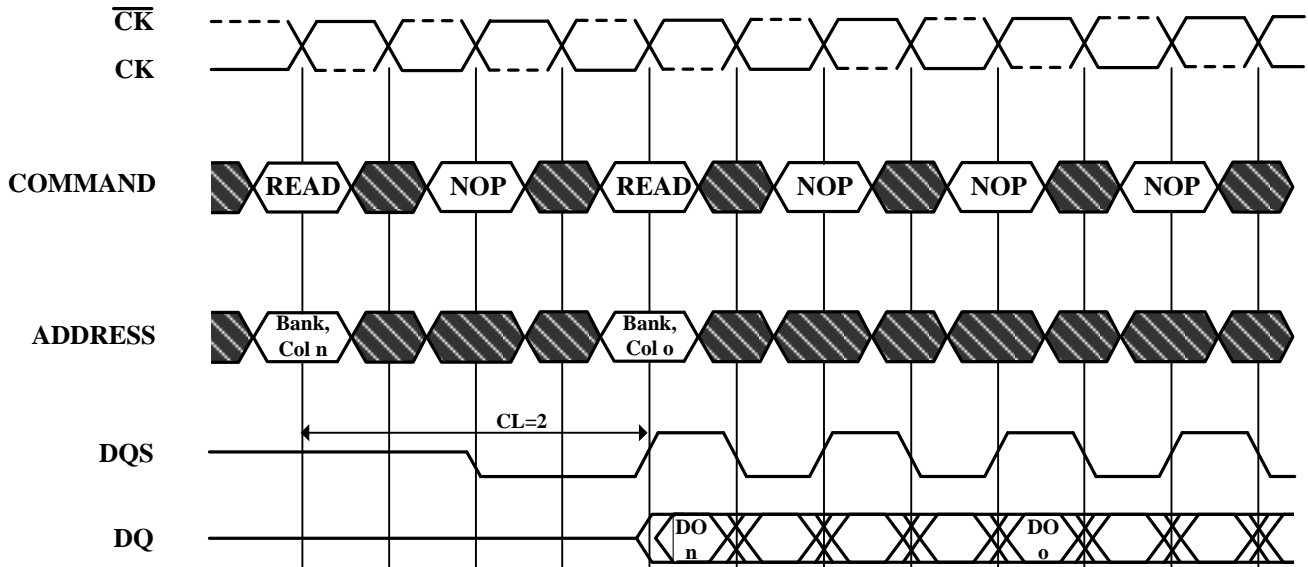 CK
CK
COMMAND
READ NOP READ NOP NOP NOP
ADDRESS
Bank,
Col n
Bank,
Col o
CL=2
DQS
DQ
DO
n
DO
o